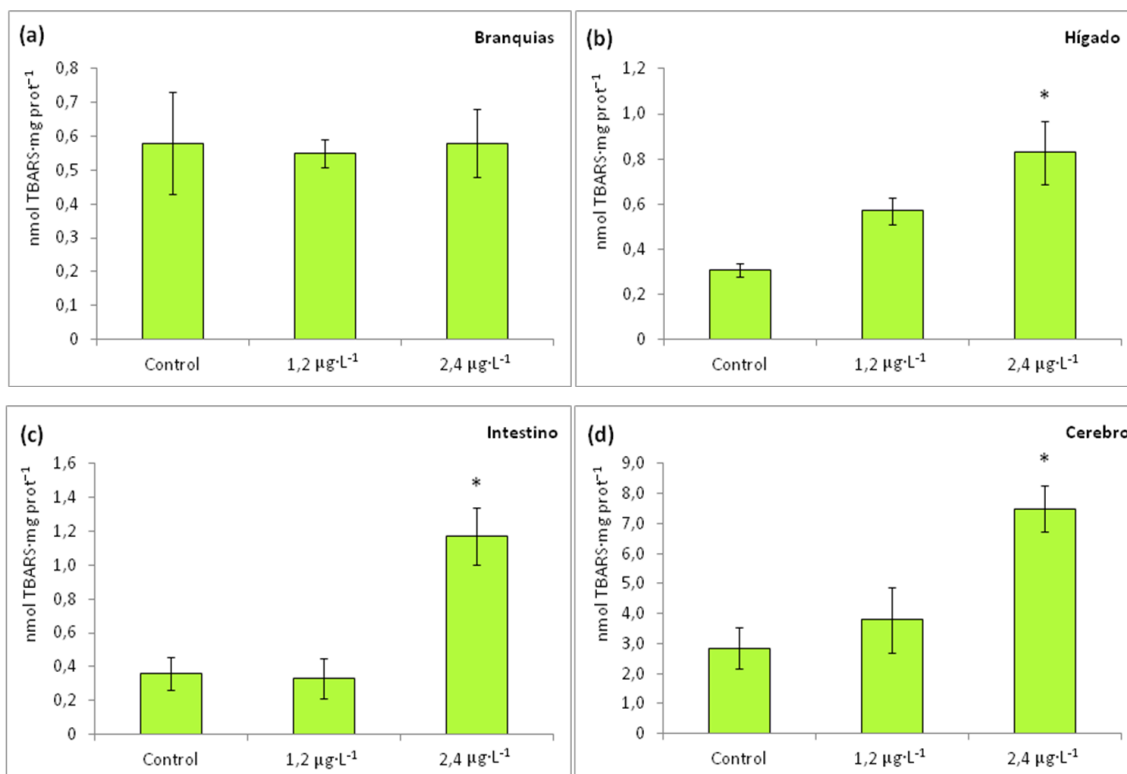 (a)
Branquias
nmol TBARS·mg prot⁻¹
0,8
0,7
0,6
0,5
0,4
0,3
0,2
0,1
0
Control
1,2 µg·L⁻¹
2,4 µg·L⁻¹
(b)
Hígado
nmol TBARS·mg prot⁻¹
1,2
1,0
0,8
0,6
0,4
0,2
0
*
Control
1,2 µg·L⁻¹
2,4 µg·L⁻¹
(c)
Intestino
nmol TBARS·mg prot⁻¹
1,6
1,4
1,2
1,0
0,8
0,6
0,4
0,2
0
*
Control
1,2 µg·L⁻¹
2,4 µg·L⁻¹
(d)
Cerebro
nmol TBARS·mg prot⁻¹
9,0
8,0
7,0
6,0
5,0
4,0
3,0
2,0
1,0
0
*
Control
1,2 µg·L⁻¹
2,4 µg·L⁻¹